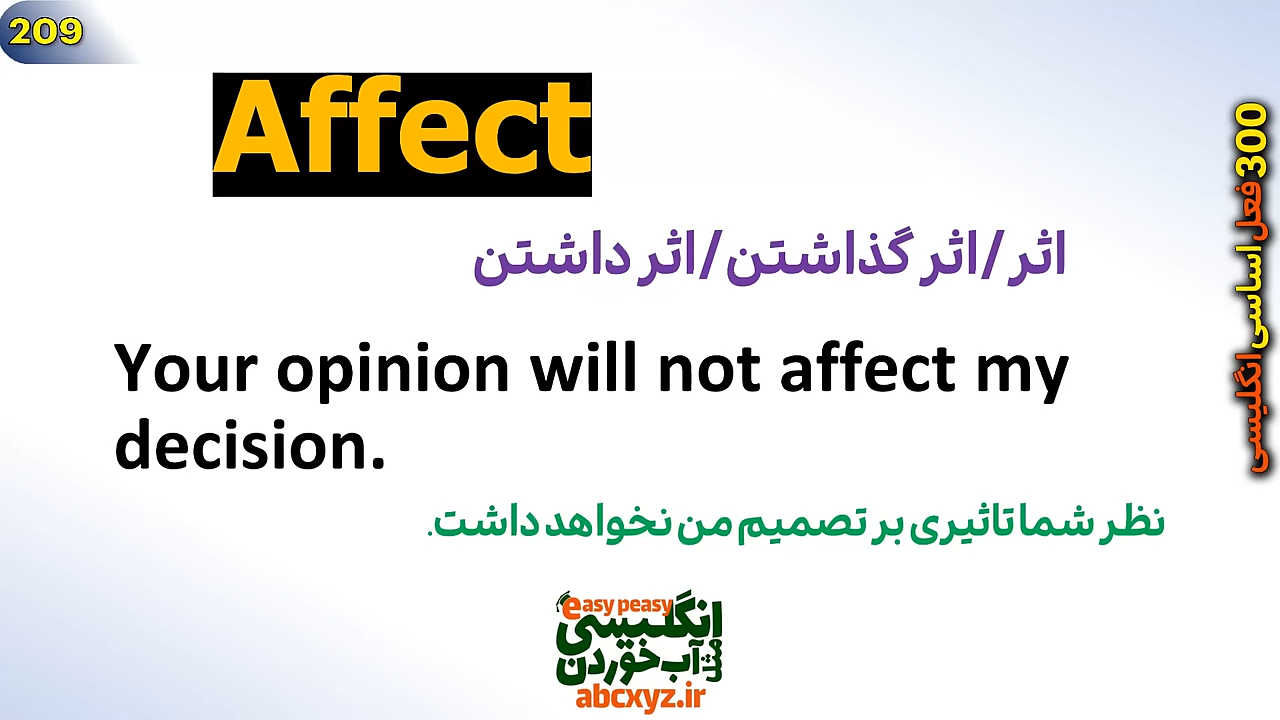 209
Affect
اثر/اثر گذاشتن/اثر داشتن
Your opinion will not affect my
decision.
نظر شما تاثیری بر تصمیم من نخواهد داشت.
300 فعل اساسی انگلیسی
easy peasy
انگلیسی
مثل آب خوردن
abcxyz.ir